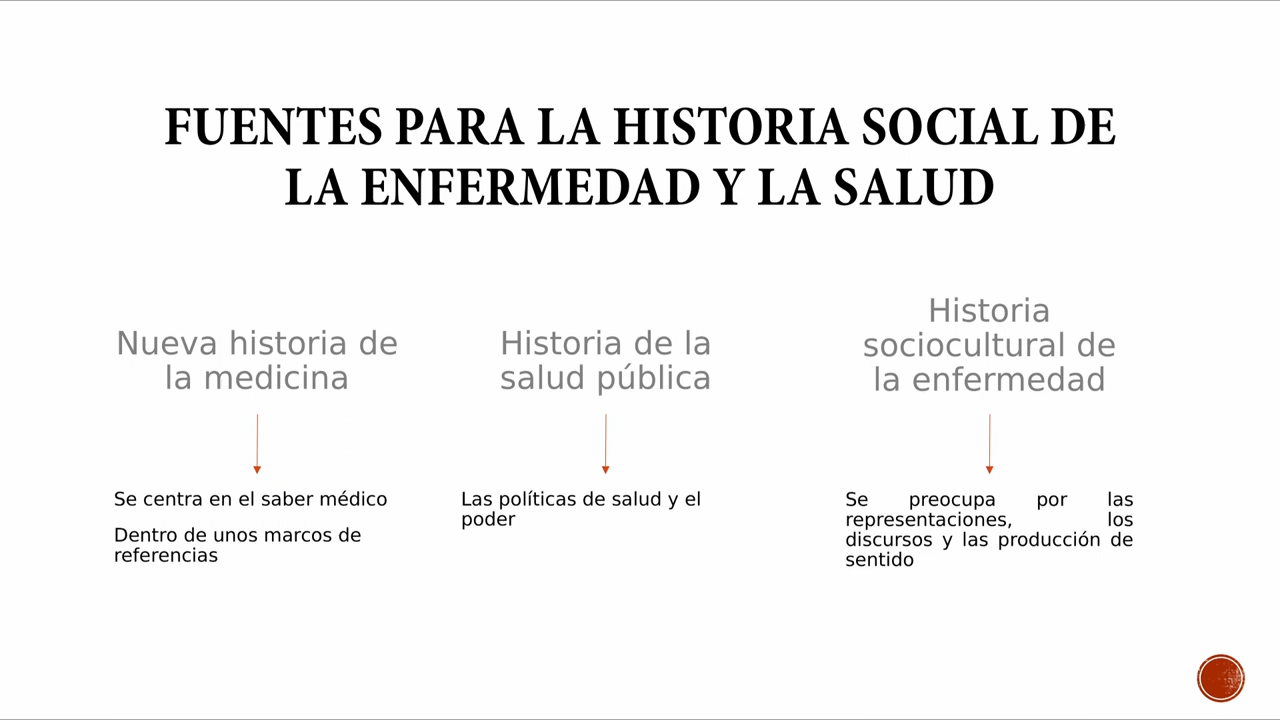 FUENTES PARA LA HISTORIA SOCIAL DE
LA ENFERMEDAD Y LA SALUD
Nueva historia de
la medicina
Se centra en el saber médico
Dentro de unos marcos de
referencias
Historia de la
salud pública
Las políticas de salud y el
poder
Historia
sociocultural de
la enfermedad
Se preocupa por las
representaciones, los
discursos y las producción de
sentido